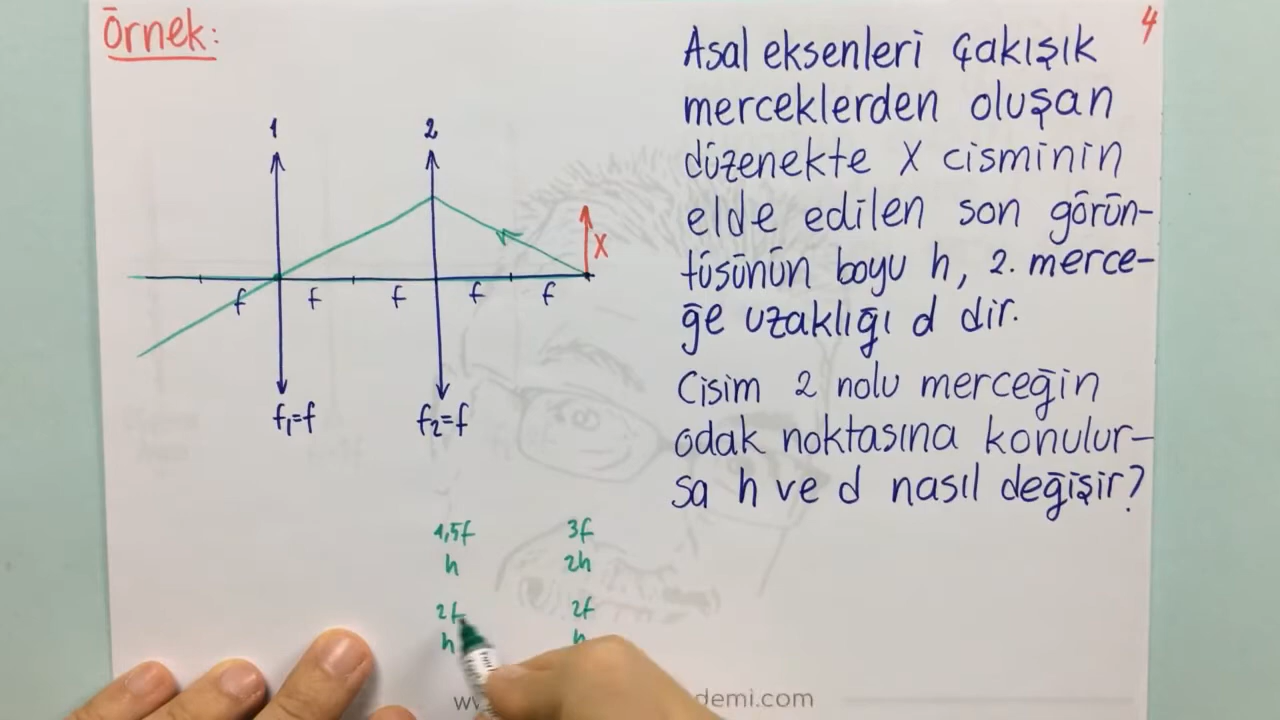 Örnek:
4
Asal eksenleri çakışık
merceklerden oluşan
düzenekte X cisminin
elde edilen son görün-
tüsünün boyu h, 2. merce-
ğe uzaklığı d dir.
Cisim 2 nolu merceğin
odak noktasına konulur-
sa h ve d nasıl değişir?
1 2
X
f f f f f
f₁=f f₂=f
1,5f 3f
h 2h
2f 2f
h h
demi.com